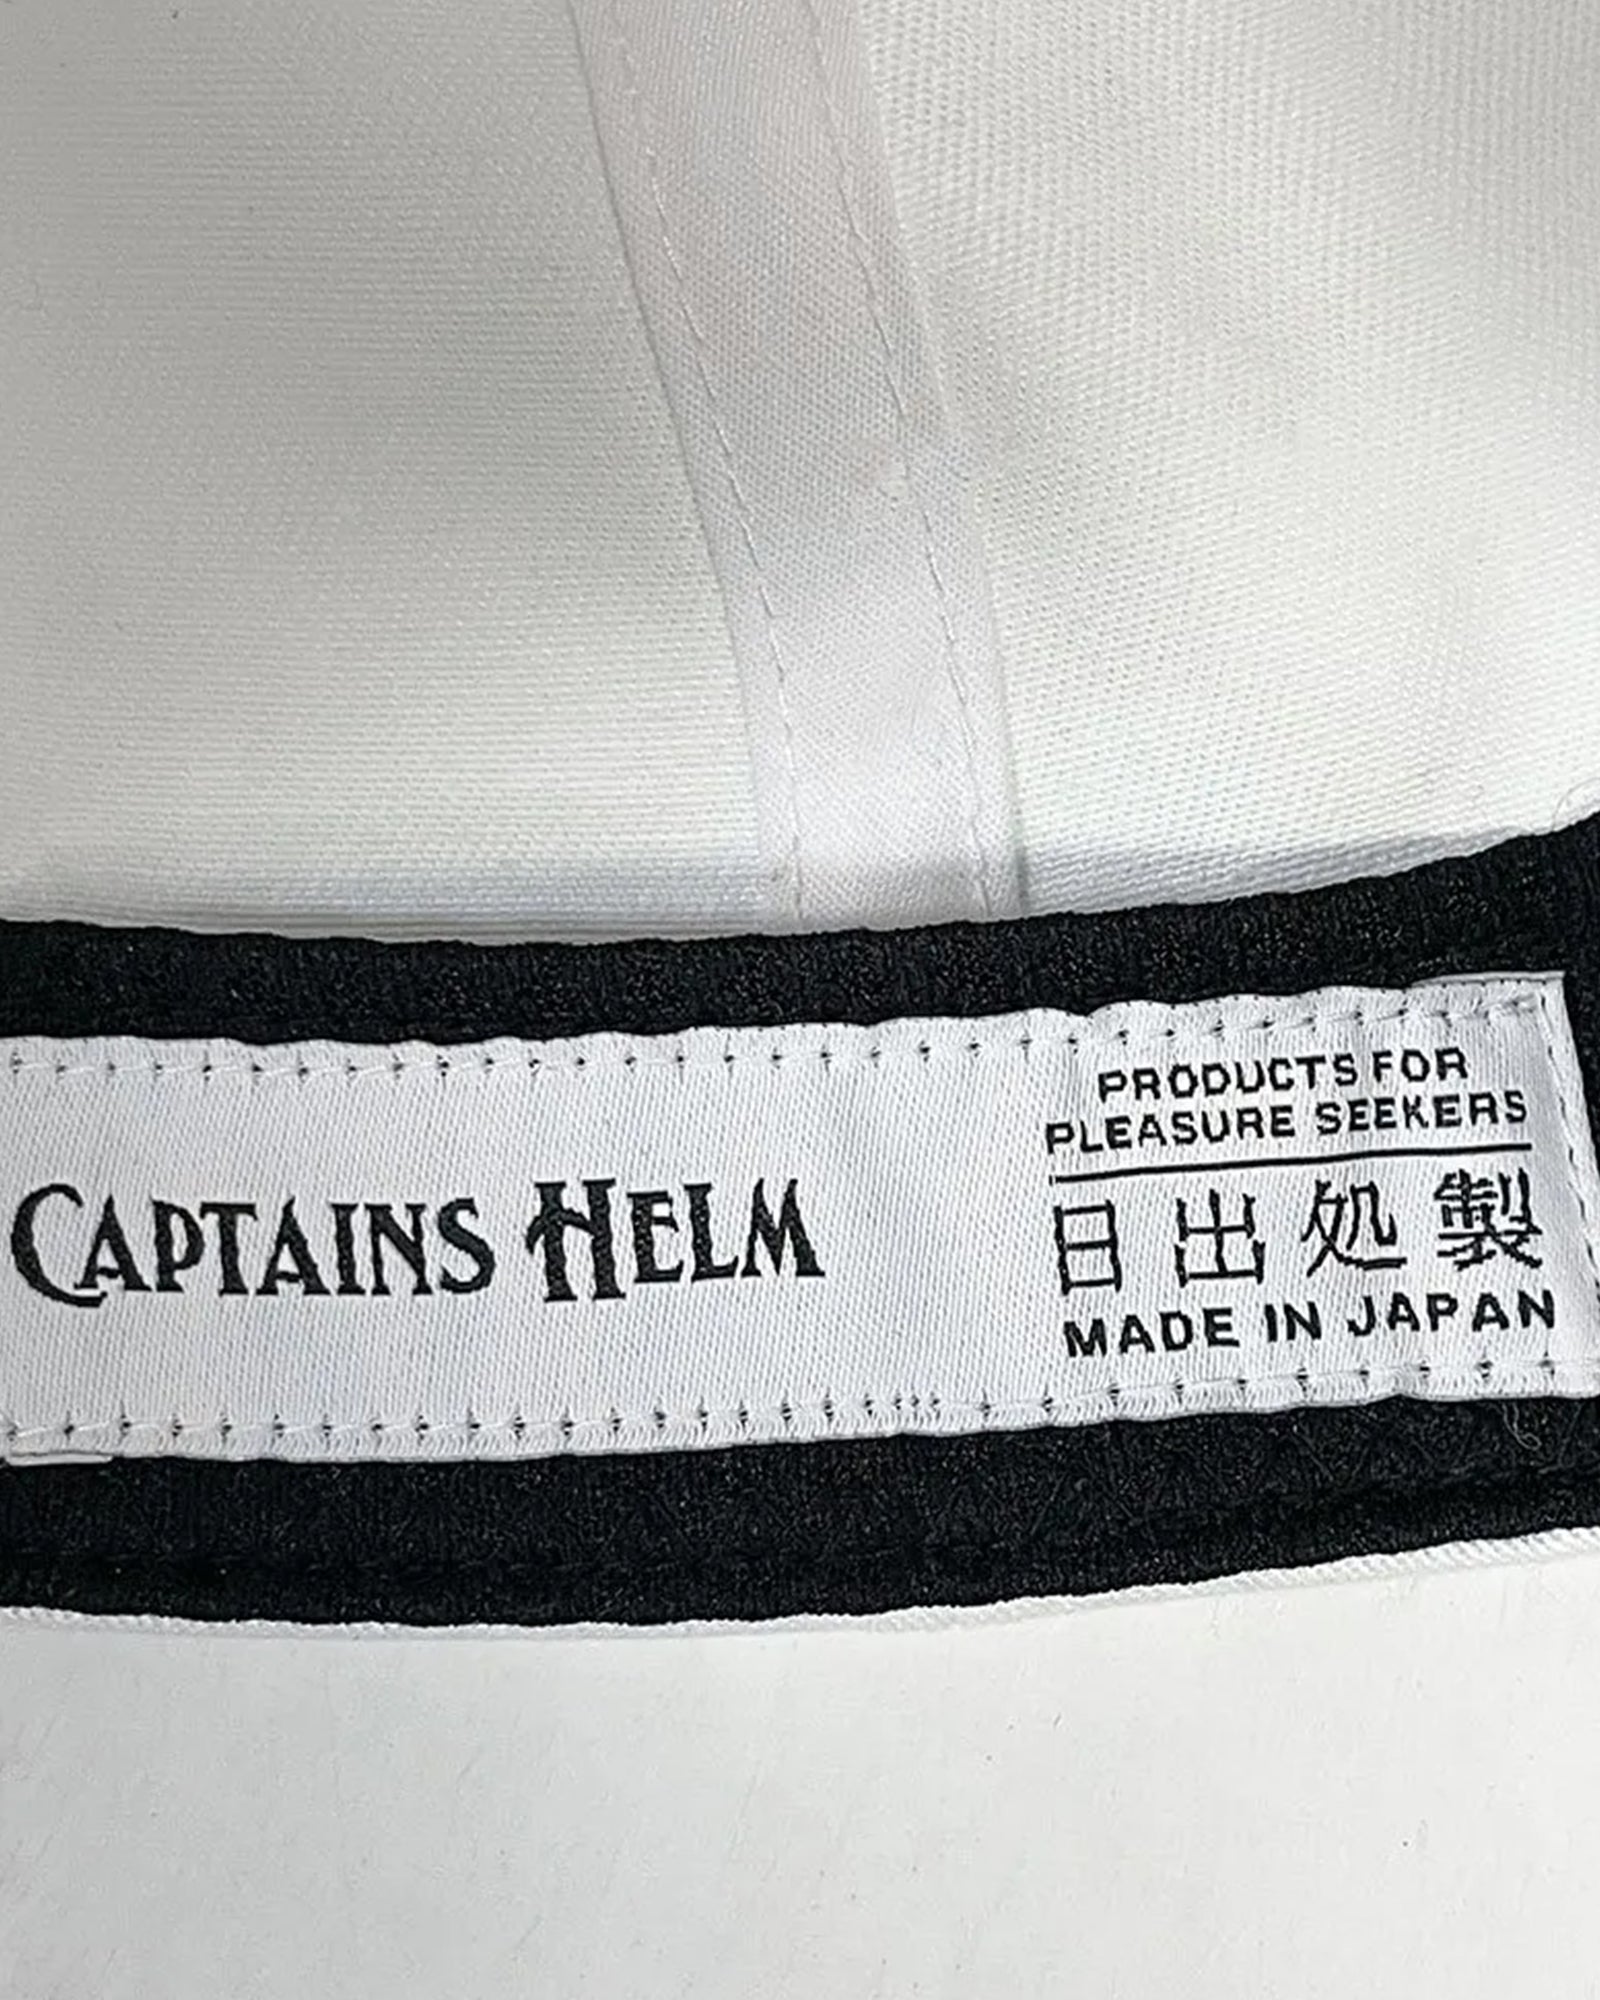 CAPTAINS HELM
PRODUCTS FOR
PLEASURE SEEKERS
日出処製
MADE IN JAPAN